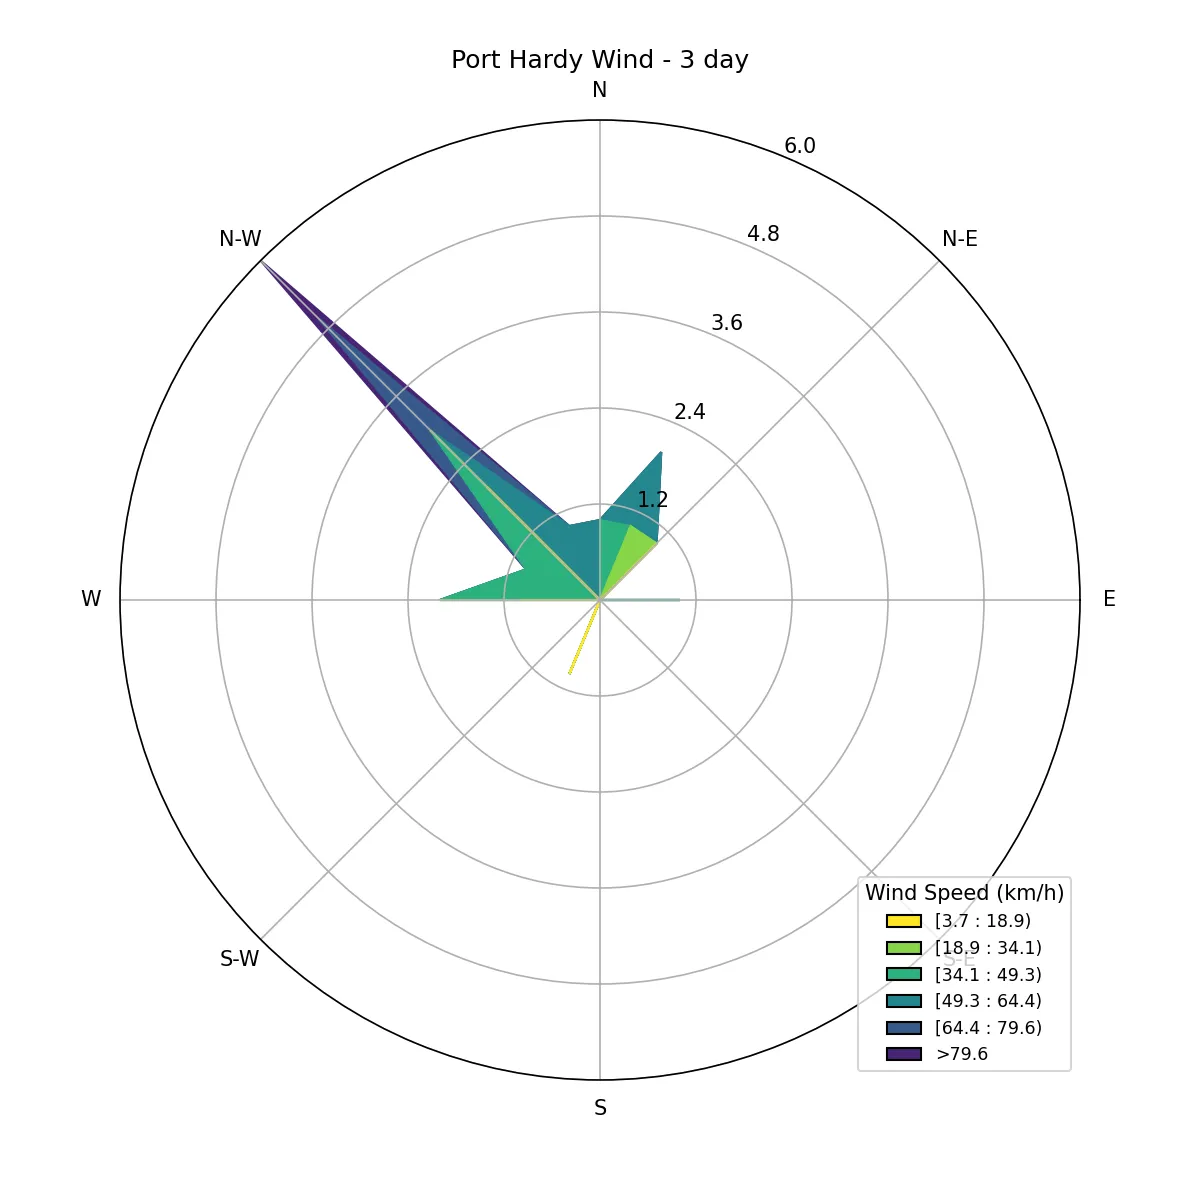 Port Hardy Wind - 3 day
N
6.0
N-W
4.8
N-E
3.6
2.4
1.2
W
E
S-W
S-E
S
Wind Speed (km/h)
[3.7 : 18.9)
[18.9 : 34.1)
[34.1 : 49.3)
[49.3 : 64.4)
[64.4 : 79.6)
>79.6